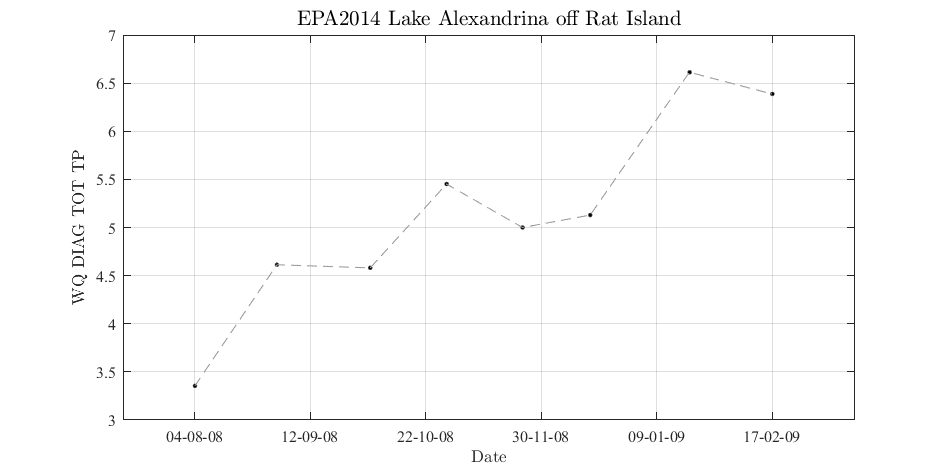 EPA2014 Lake Alexandrina off Rat Island
WQ DIAG TOT TP
7
6.5
6
5.5
5
4.5
4
3.5
3
04-08-08 12-09-08 22-10-08 30-11-08 09-01-09 17-02-09
Date